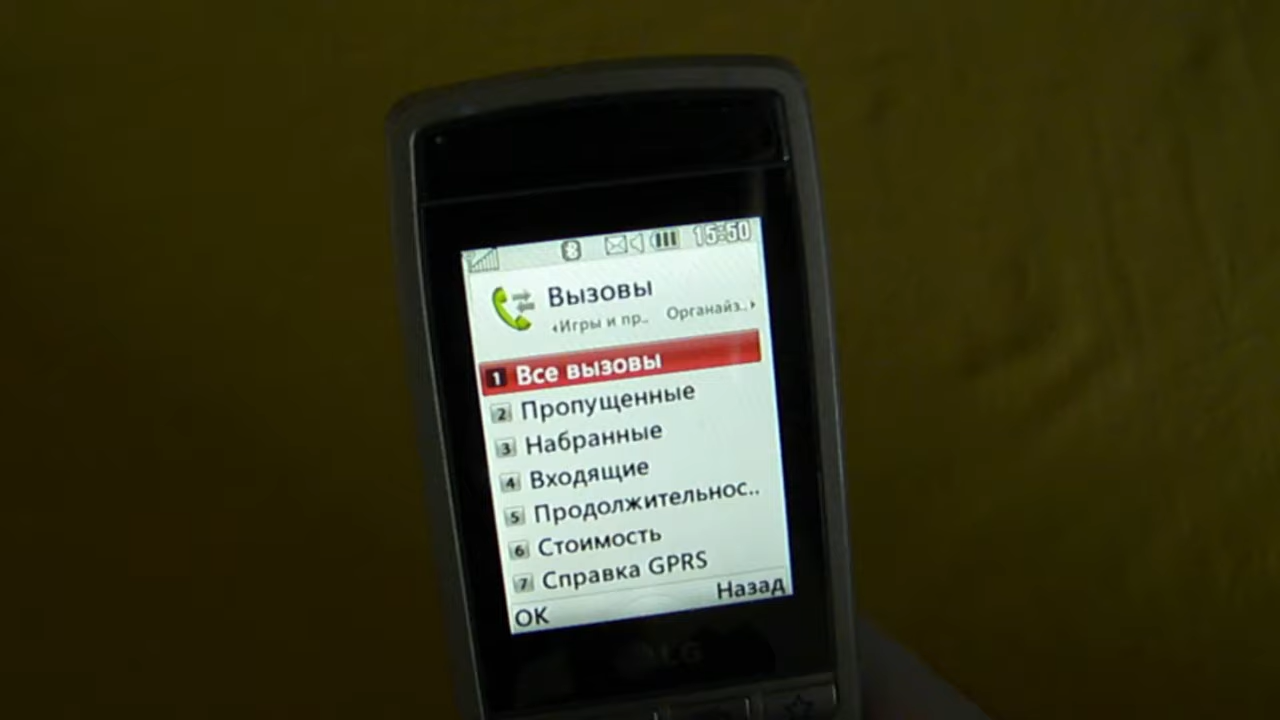 15:50
Вызовы
Игры и пр.. Органайз..
1 Все вызовы
2 Пропущенные
3 Набранные
4 Входящие
5 Продолжительнос..
6 Стоимость
7 Справка GPRS
OK Назад
LG